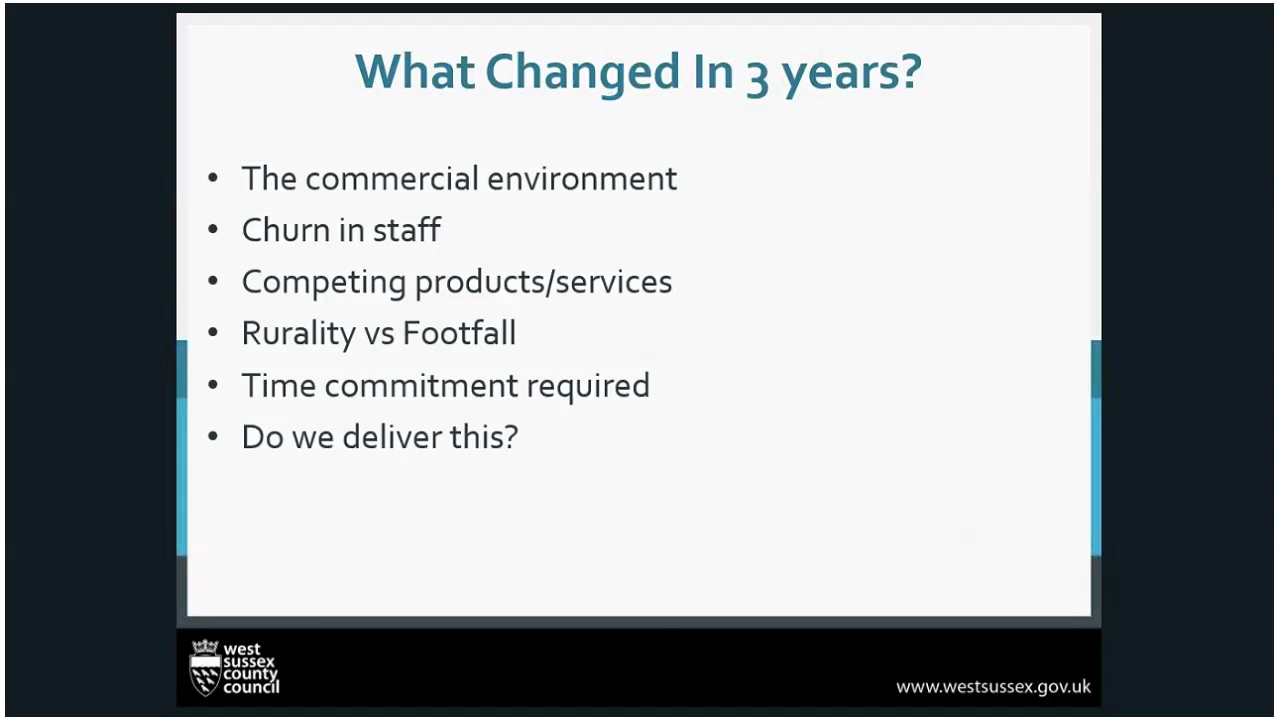 What Changed In 3 years?
• The commercial environment
• Churn in staff
• Competing products/services
• Rurality vs Footfall
• Time commitment required
• Do we deliver this?
west
sussex
county
council
www.westsussex.gov.uk